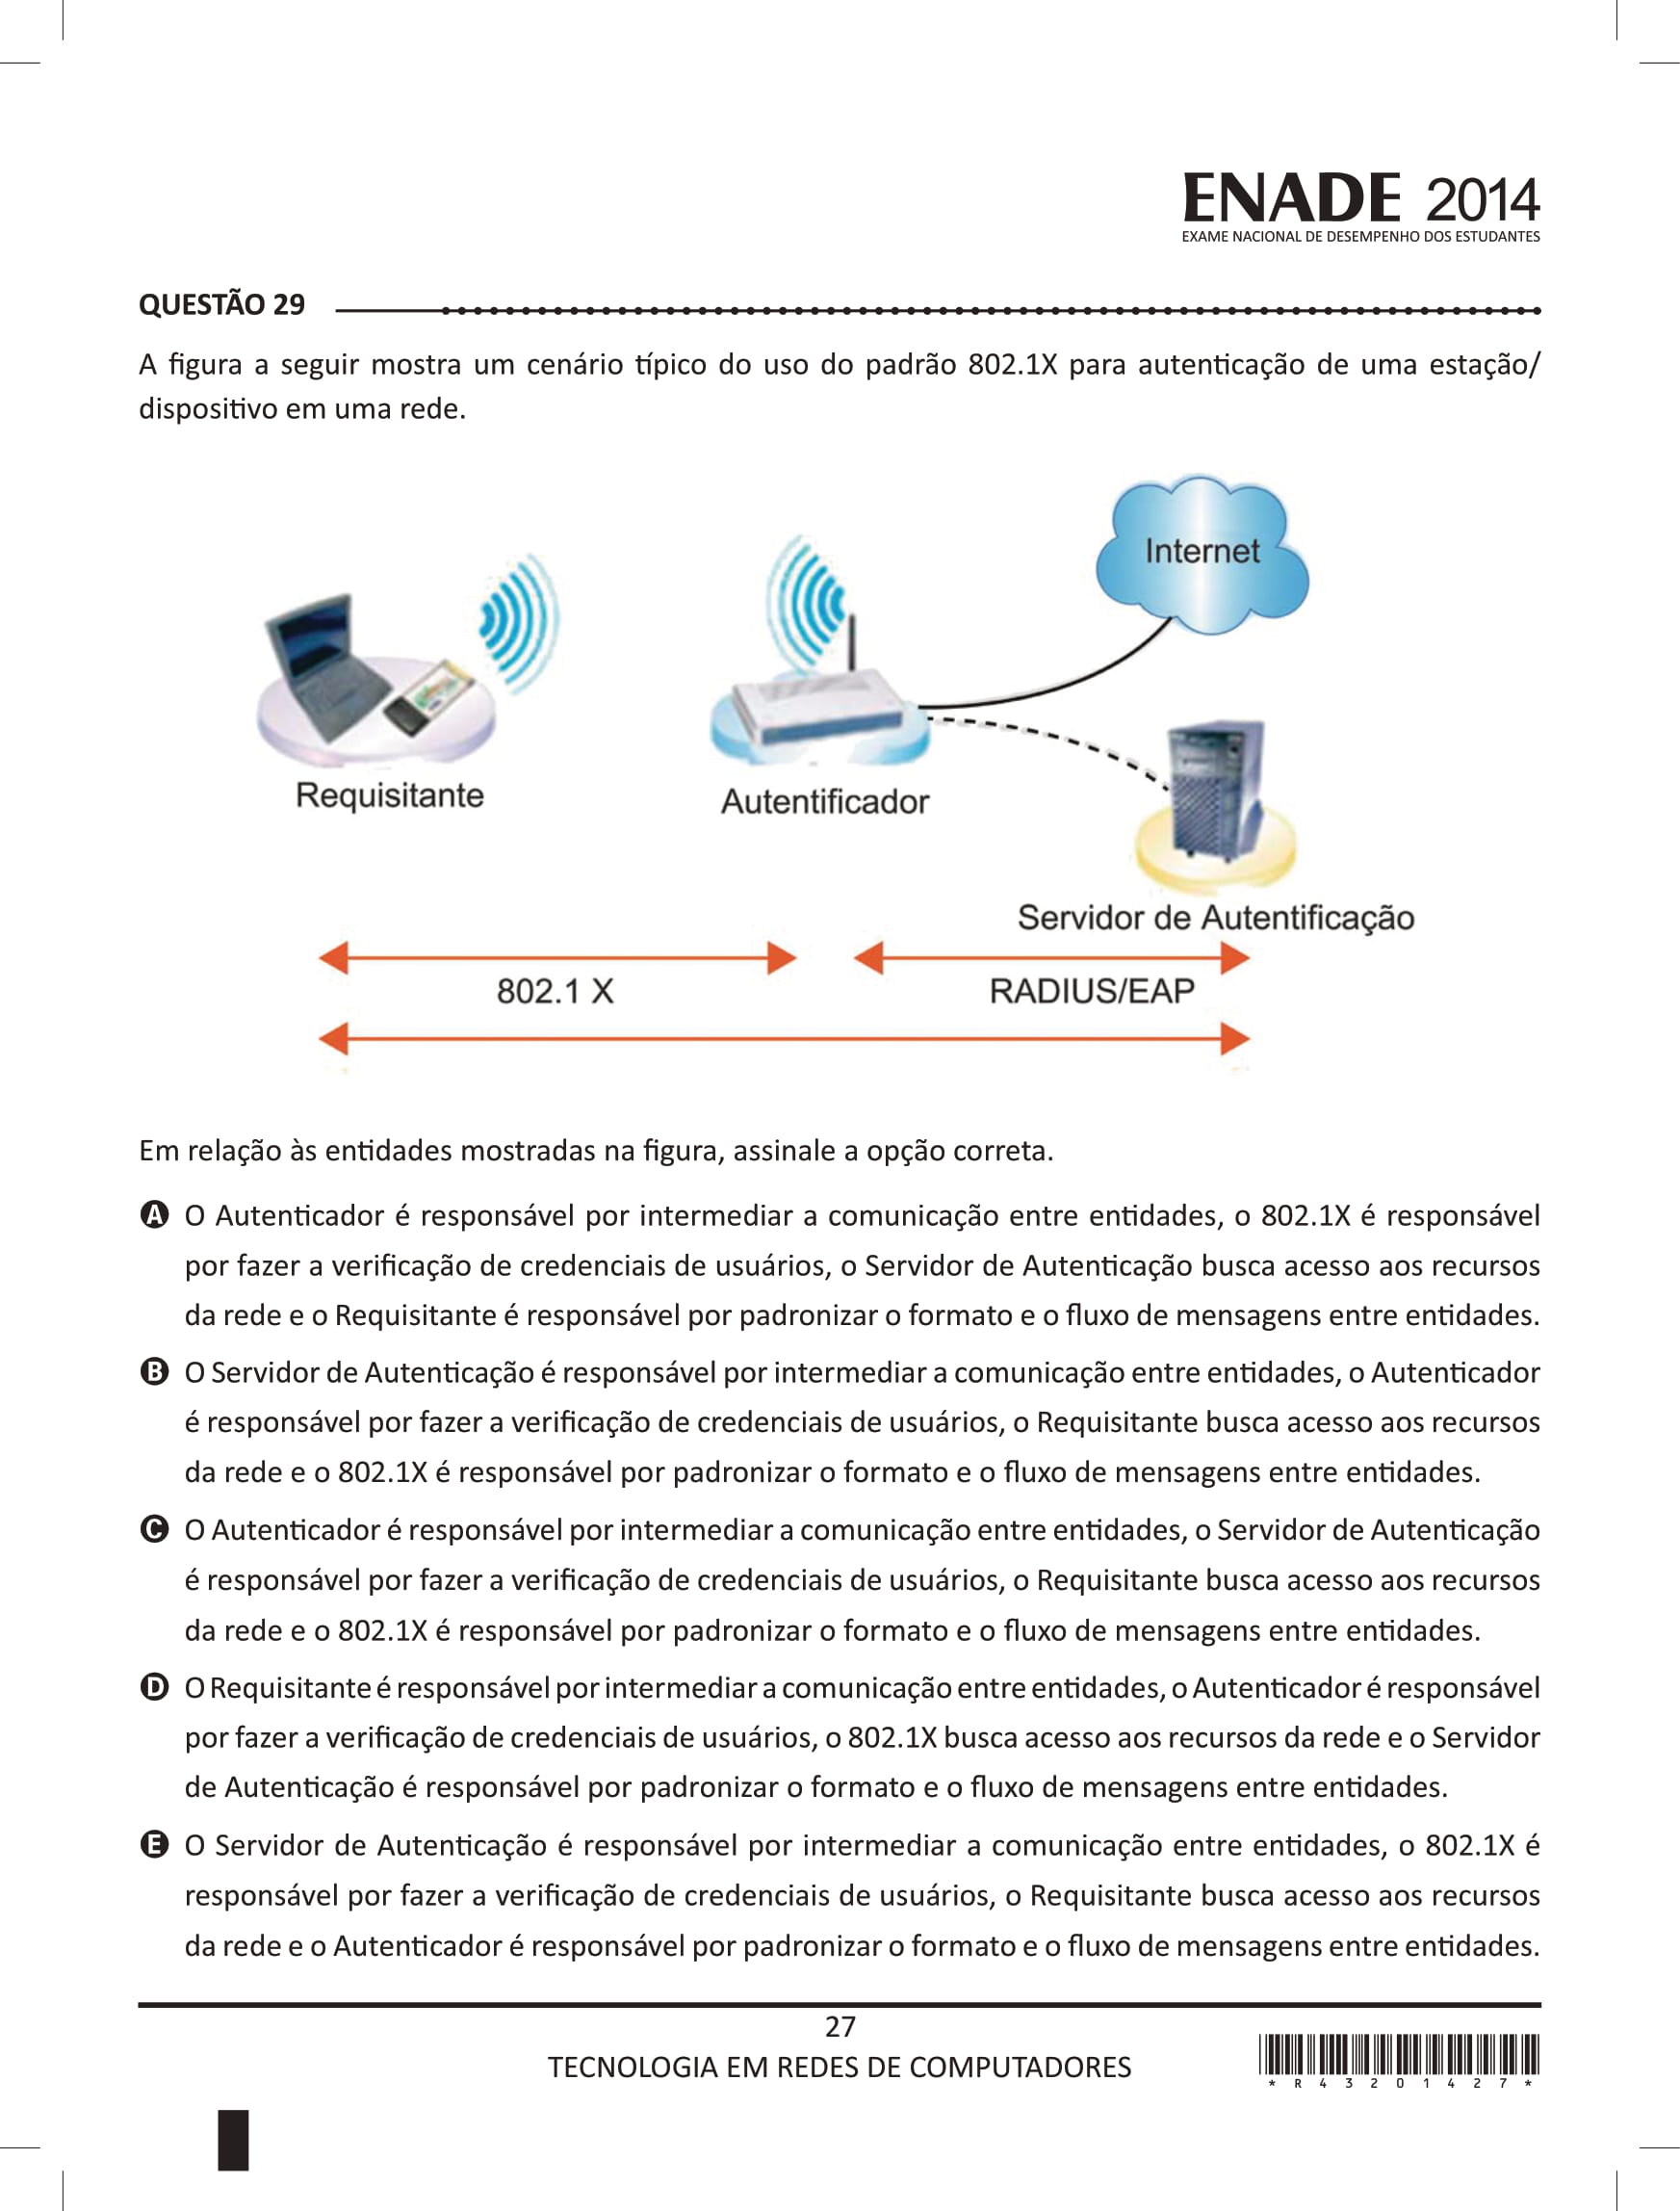 ENADE 2014
EXAME NACIONAL DE DESEMPENHO DOS ESTUDANTES
QUESTÃO 29
A figura a seguir mostra um cenário típico do uso do padrão 802.1X para autenticação de uma estação/
dispositivo em uma rede.
Internet
Requisitante
Autentificador
Servidor de Autentificação
802.1 X
RADIUS/EAP
Em relação às entidades mostradas na figura, assinale a opção correta.
A O Autenticador é responsável por intermediar a comunicação entre entidades, o 802.1X é responsável
por fazer a verificação de credenciais de usuários, o Servidor de Autenticação busca acesso aos recursos
da rede e o Requisitante é responsável por padronizar o formato e o fluxo de mensagens entre entidades.
B O Servidor de Autenticação é responsável por intermediar a comunicação entre entidades, o Autenticador
é responsável por fazer a verificação de credenciais de usuários, o Requisitante busca acesso aos recursos
da rede e o 802.1X é responsável por padronizar o formato e o fluxo de mensagens entre entidades.
C O Autenticador é responsável por intermediar a comunicação entre entidades, o Servidor de Autenticação
é responsável por fazer a verificação de credenciais de usuários, o Requisitante busca acesso aos recursos
da rede e o 802.1X é responsável por padronizar o formato e o fluxo de mensagens entre entidades.
D O Requisitante é responsável por intermediar a comunicação entre entidades, o Autenticador é responsável
por fazer a verificação de credenciais de usuários, o 802.1X busca acesso aos recursos da rede e o Servidor
de Autenticação é responsável por padronizar o formato e o fluxo de mensagens entre entidades.
E O Servidor de Autenticação é responsável por intermediar a comunicação entre entidades, o 802.1X é
responsável por fazer a verificação de credenciais de usuários, o Requisitante busca acesso aos recursos
da rede e o Autenticador é responsável por padronizar o formato e o fluxo de mensagens entre entidades.
27
TECNOLOGIA EM REDES DE COMPUTADORES
* R 4 3 2 0 1 4 2 7 *